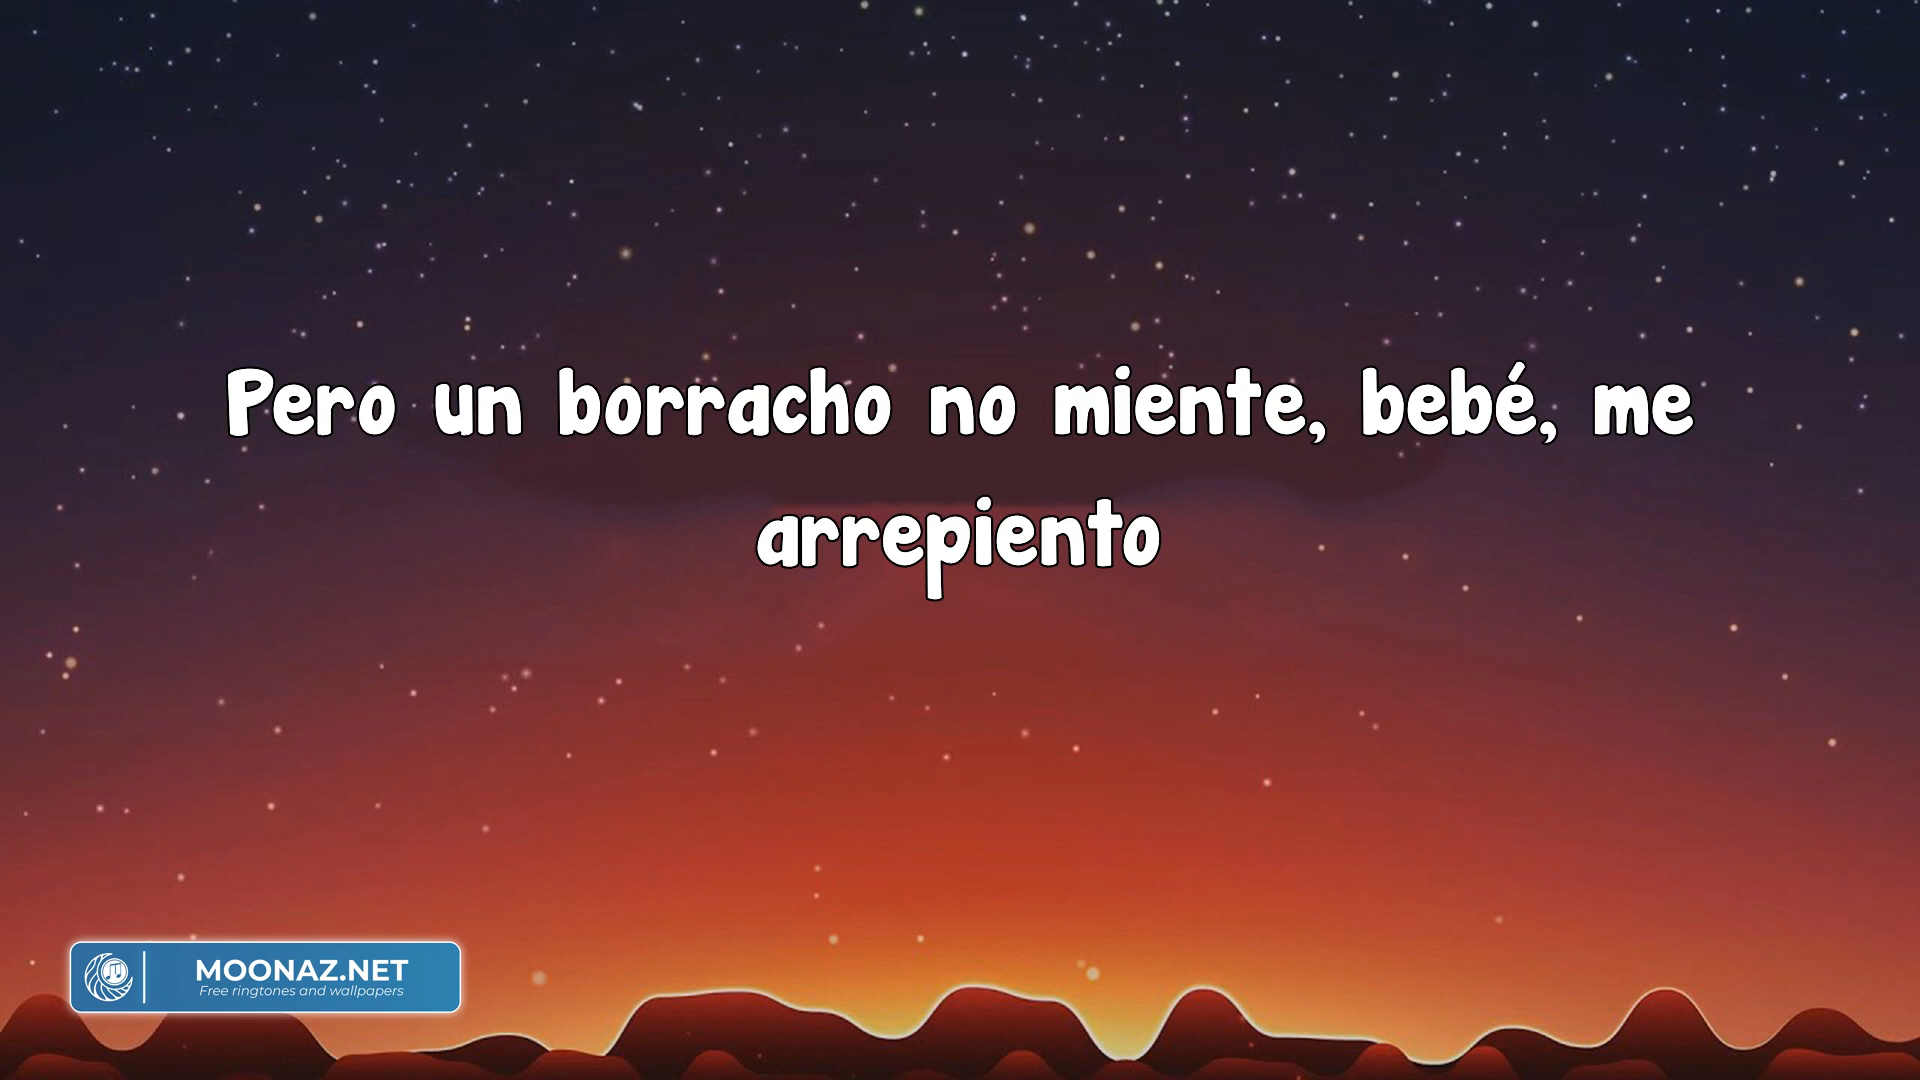 Pero un borracho no miente, bebé, me
arrepiento
MOONAZ.NET
Free ringtones and wallpapers